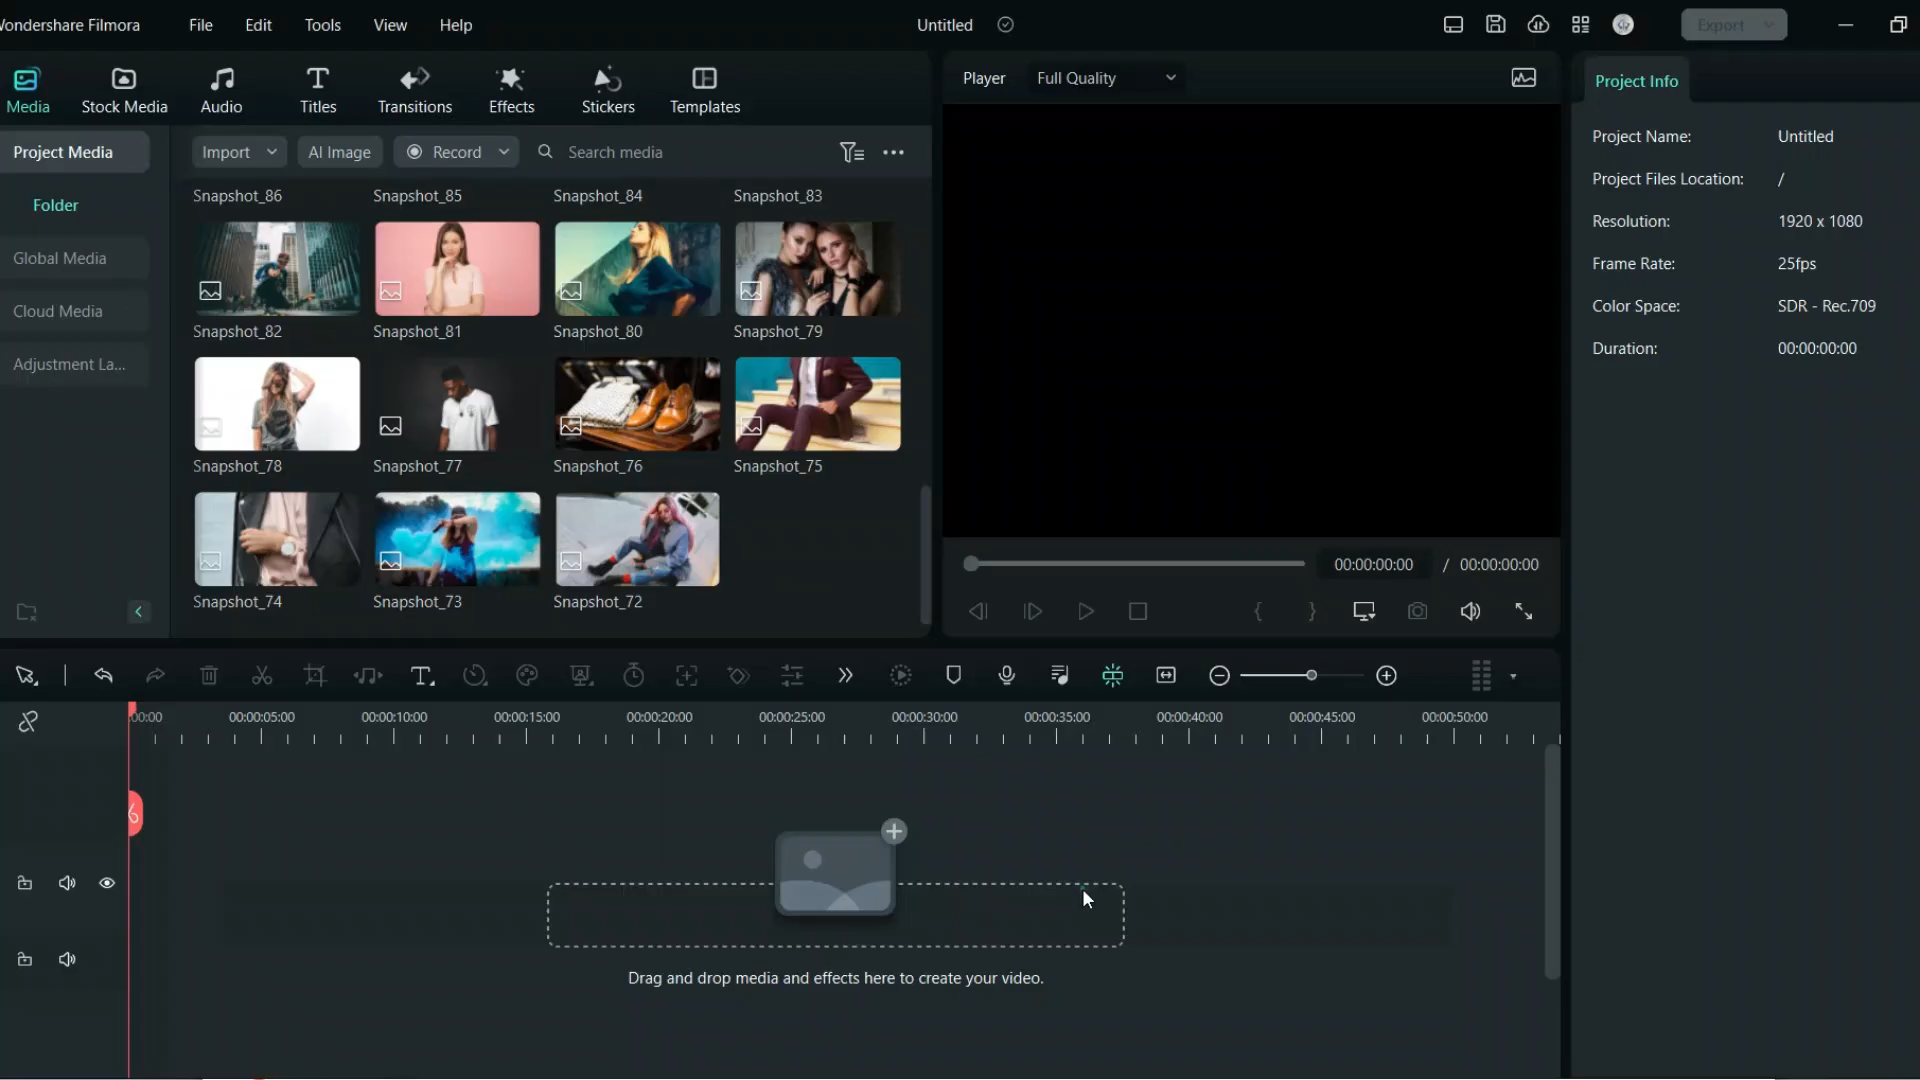 ondershare Filmora File Edit Tools View Help Untitled Export
Media Stock Media Audio Titles Transitions Effects Stickers Templates
Player Full Quality
Project Info
Project Media
Import AI Image Record Search media
Folder
Global Media
Cloud Media
Adjustment La...
Snapshot_86 Snapshot_85 Snapshot_84 Snapshot_83
Snapshot_82 Snapshot_81 Snapshot_80 Snapshot_79
Snapshot_78 Snapshot_77 Snapshot_76 Snapshot_75
Snapshot_74 Snapshot_73 Snapshot_72
00:00:00:00 / 00:00:00:00
Project Name: Untitled
Project Files Location: /
Resolution: 1920 x 1080
Frame Rate: 25fps
Color Space: SDR - Rec.709
Duration: 00:00:00:00
:00:00 00:00:05:00 00:00:10:00 00:00:15:00 00:00:20:00 00:00:25:00 00:00:30:00 00:00:35:00 00:00:40:00 00:00:45:00 00:00:50:00
Drag and drop media and effects here to create your video.